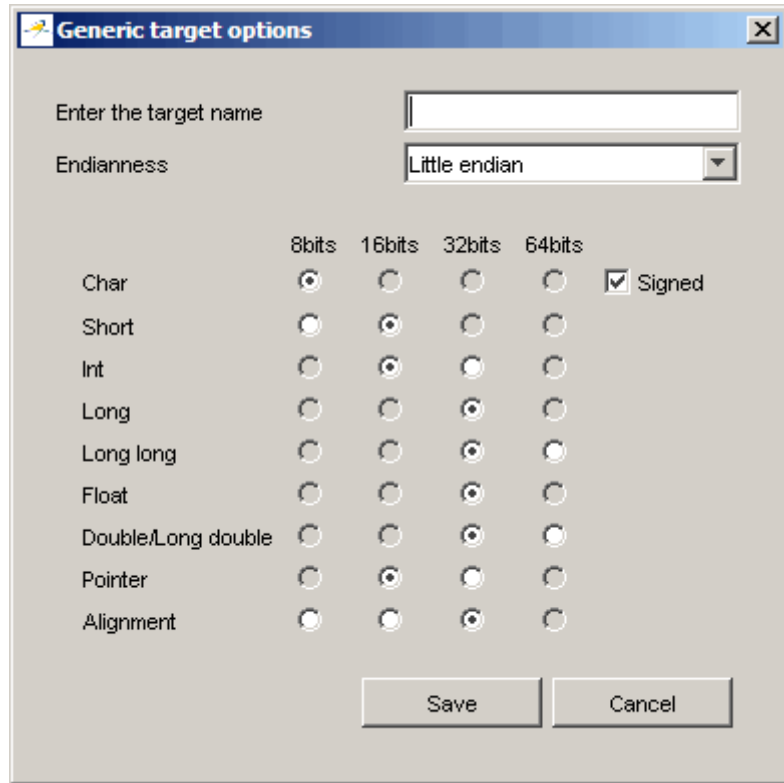 Generic target options
Enter the target name
Endianness Little endian
8bits 16bits 32bits 64bits
Char Signed
Short
Int
Long
Long long
Float
Double/Long double
Pointer
Alignment
Save Cancel